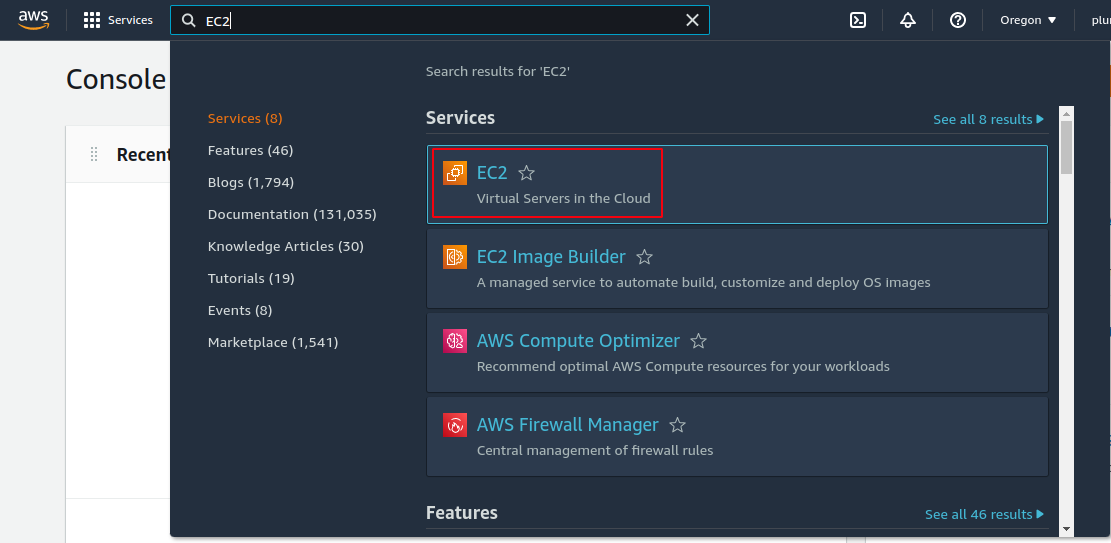 aws
Services
EC2
Oregon
plu
Console
Recent
Search results for 'EC2'
Services (8)
Features (46)
Blogs (1,794)
Documentation (131,035)
Knowledge Articles (30)
Tutorials (19)
Events (8)
Marketplace (1,541)
Services
See all 8 results
EC2
Virtual Servers in the Cloud
EC2 Image Builder
A managed service to automate build, customize and deploy OS images
AWS Compute Optimizer
Recommend optimal AWS Compute resources for your workloads
AWS Firewall Manager
Central management of firewall rules
Features
See all 46 results